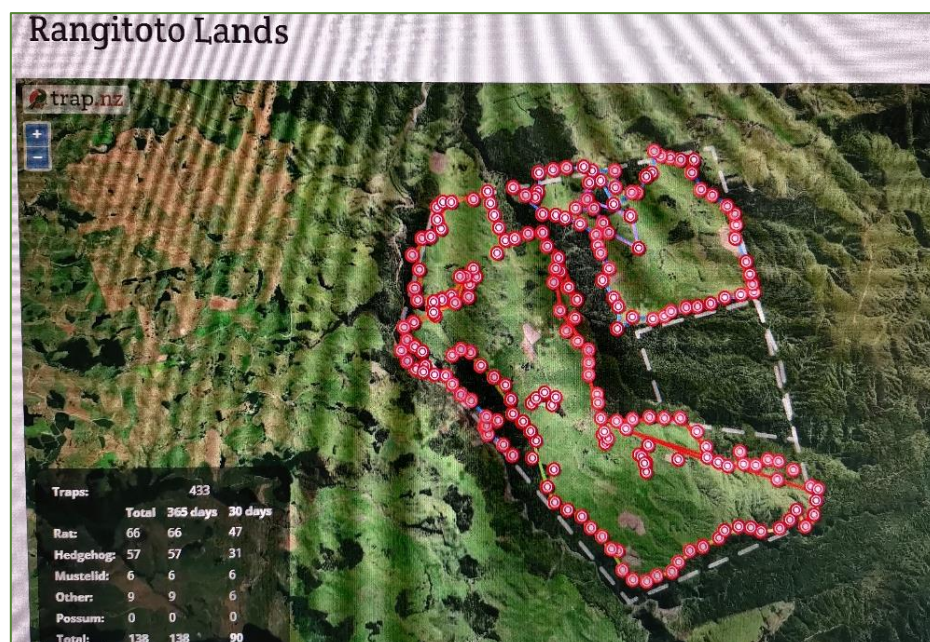 Rangitoto Lands
trap.nz
+
−
Traps: 433
Total 365 days 30 days
Rat: 66 66 47
Hedgehog: 57 57 31
Mustelid: 6 6 6
Other: 9 9 6
Possum: 0 0 0
Total: 138 138 90